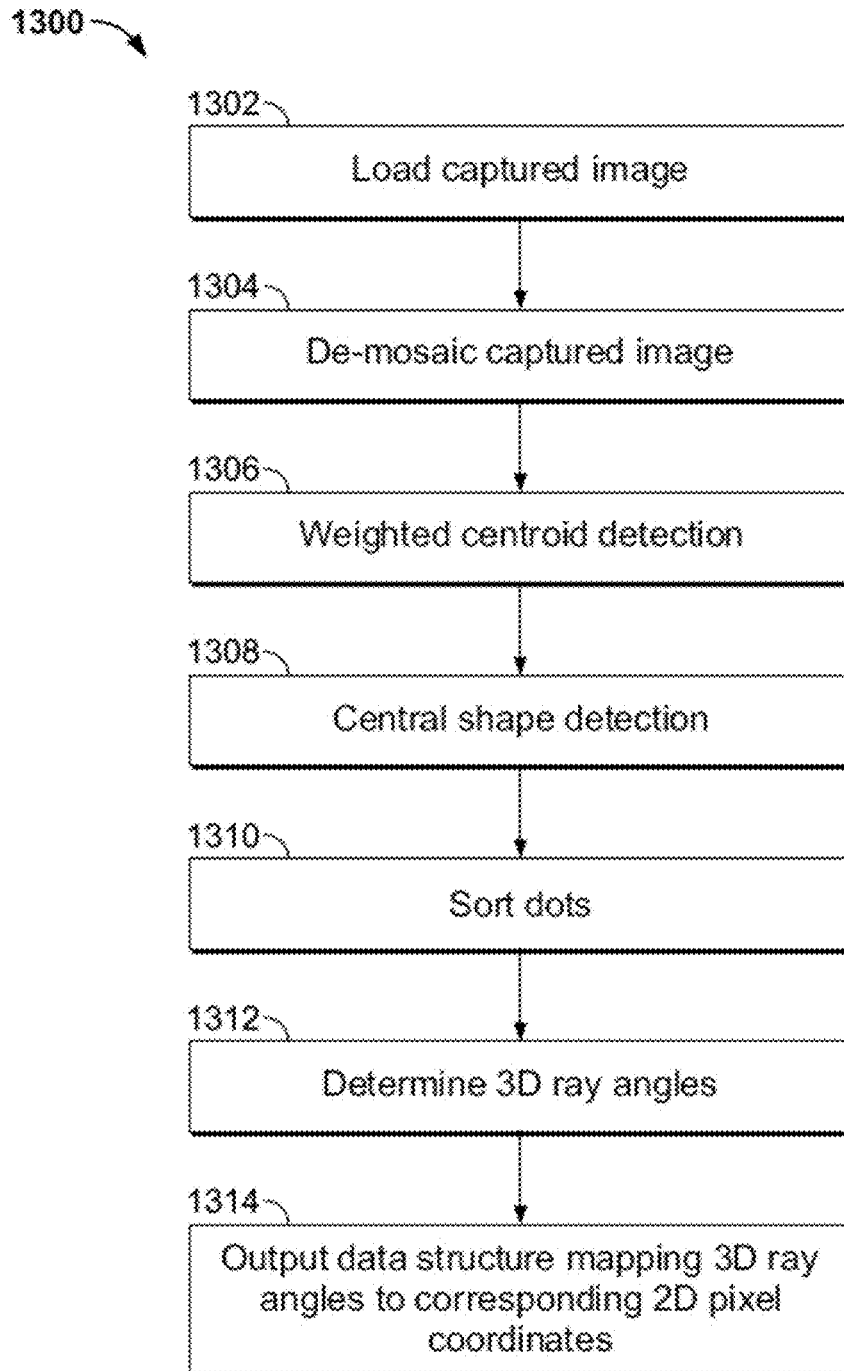 1300
1302
Load captured image
1304
De-mosaic captured image
1306
Weighted centroid detection
1308
Central shape detection
1310
Sort dots
1312
Determine 3D ray angles
1314
Output data structure mapping 3D ray
angles to corresponding 2D pixel
coordinates